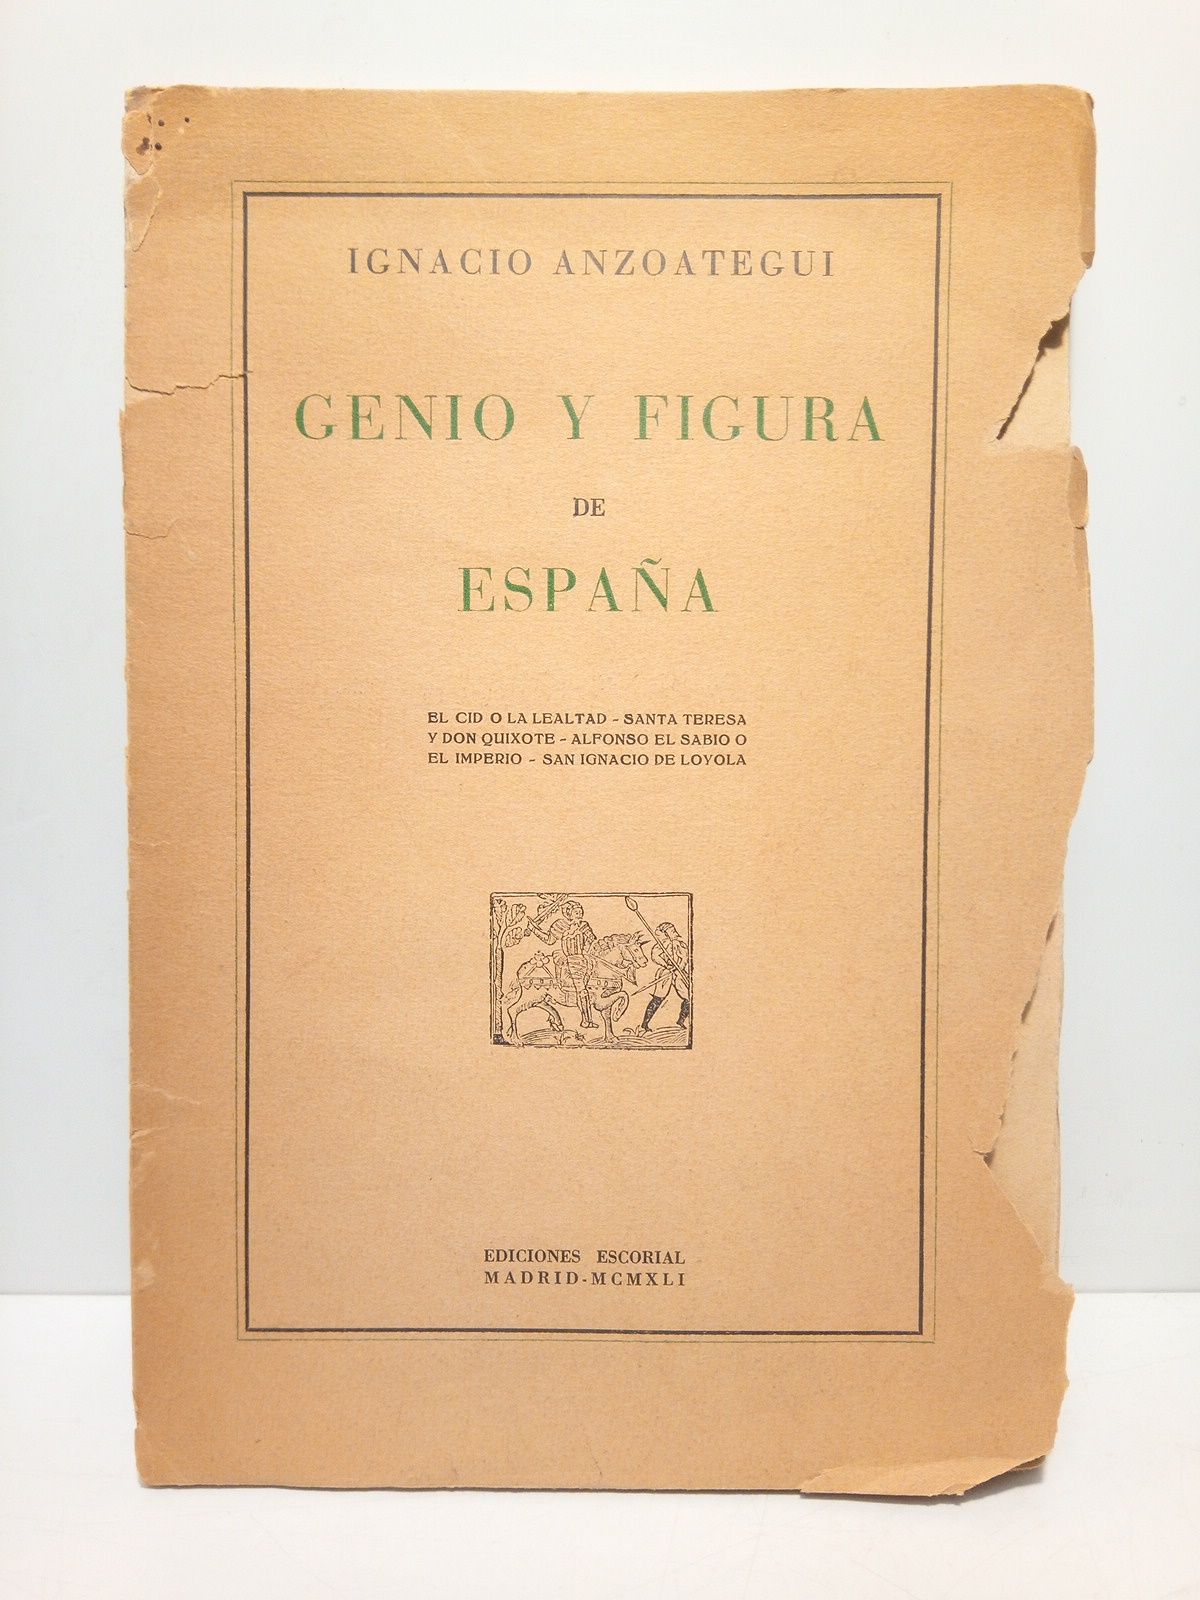 IGNACIO ANZOATEGUI
GENIO Y FIGURA
DE
ESPAÑA
EL CID O LA LEALTAD - SANTA TERESA
Y DON QUIXOTE - ALFONSO EL SABIO O
EL IMPERIO - SAN IGNACIO DE LOYOLA
EDICIONES ESCORIAL
MADRID-MCMXLI